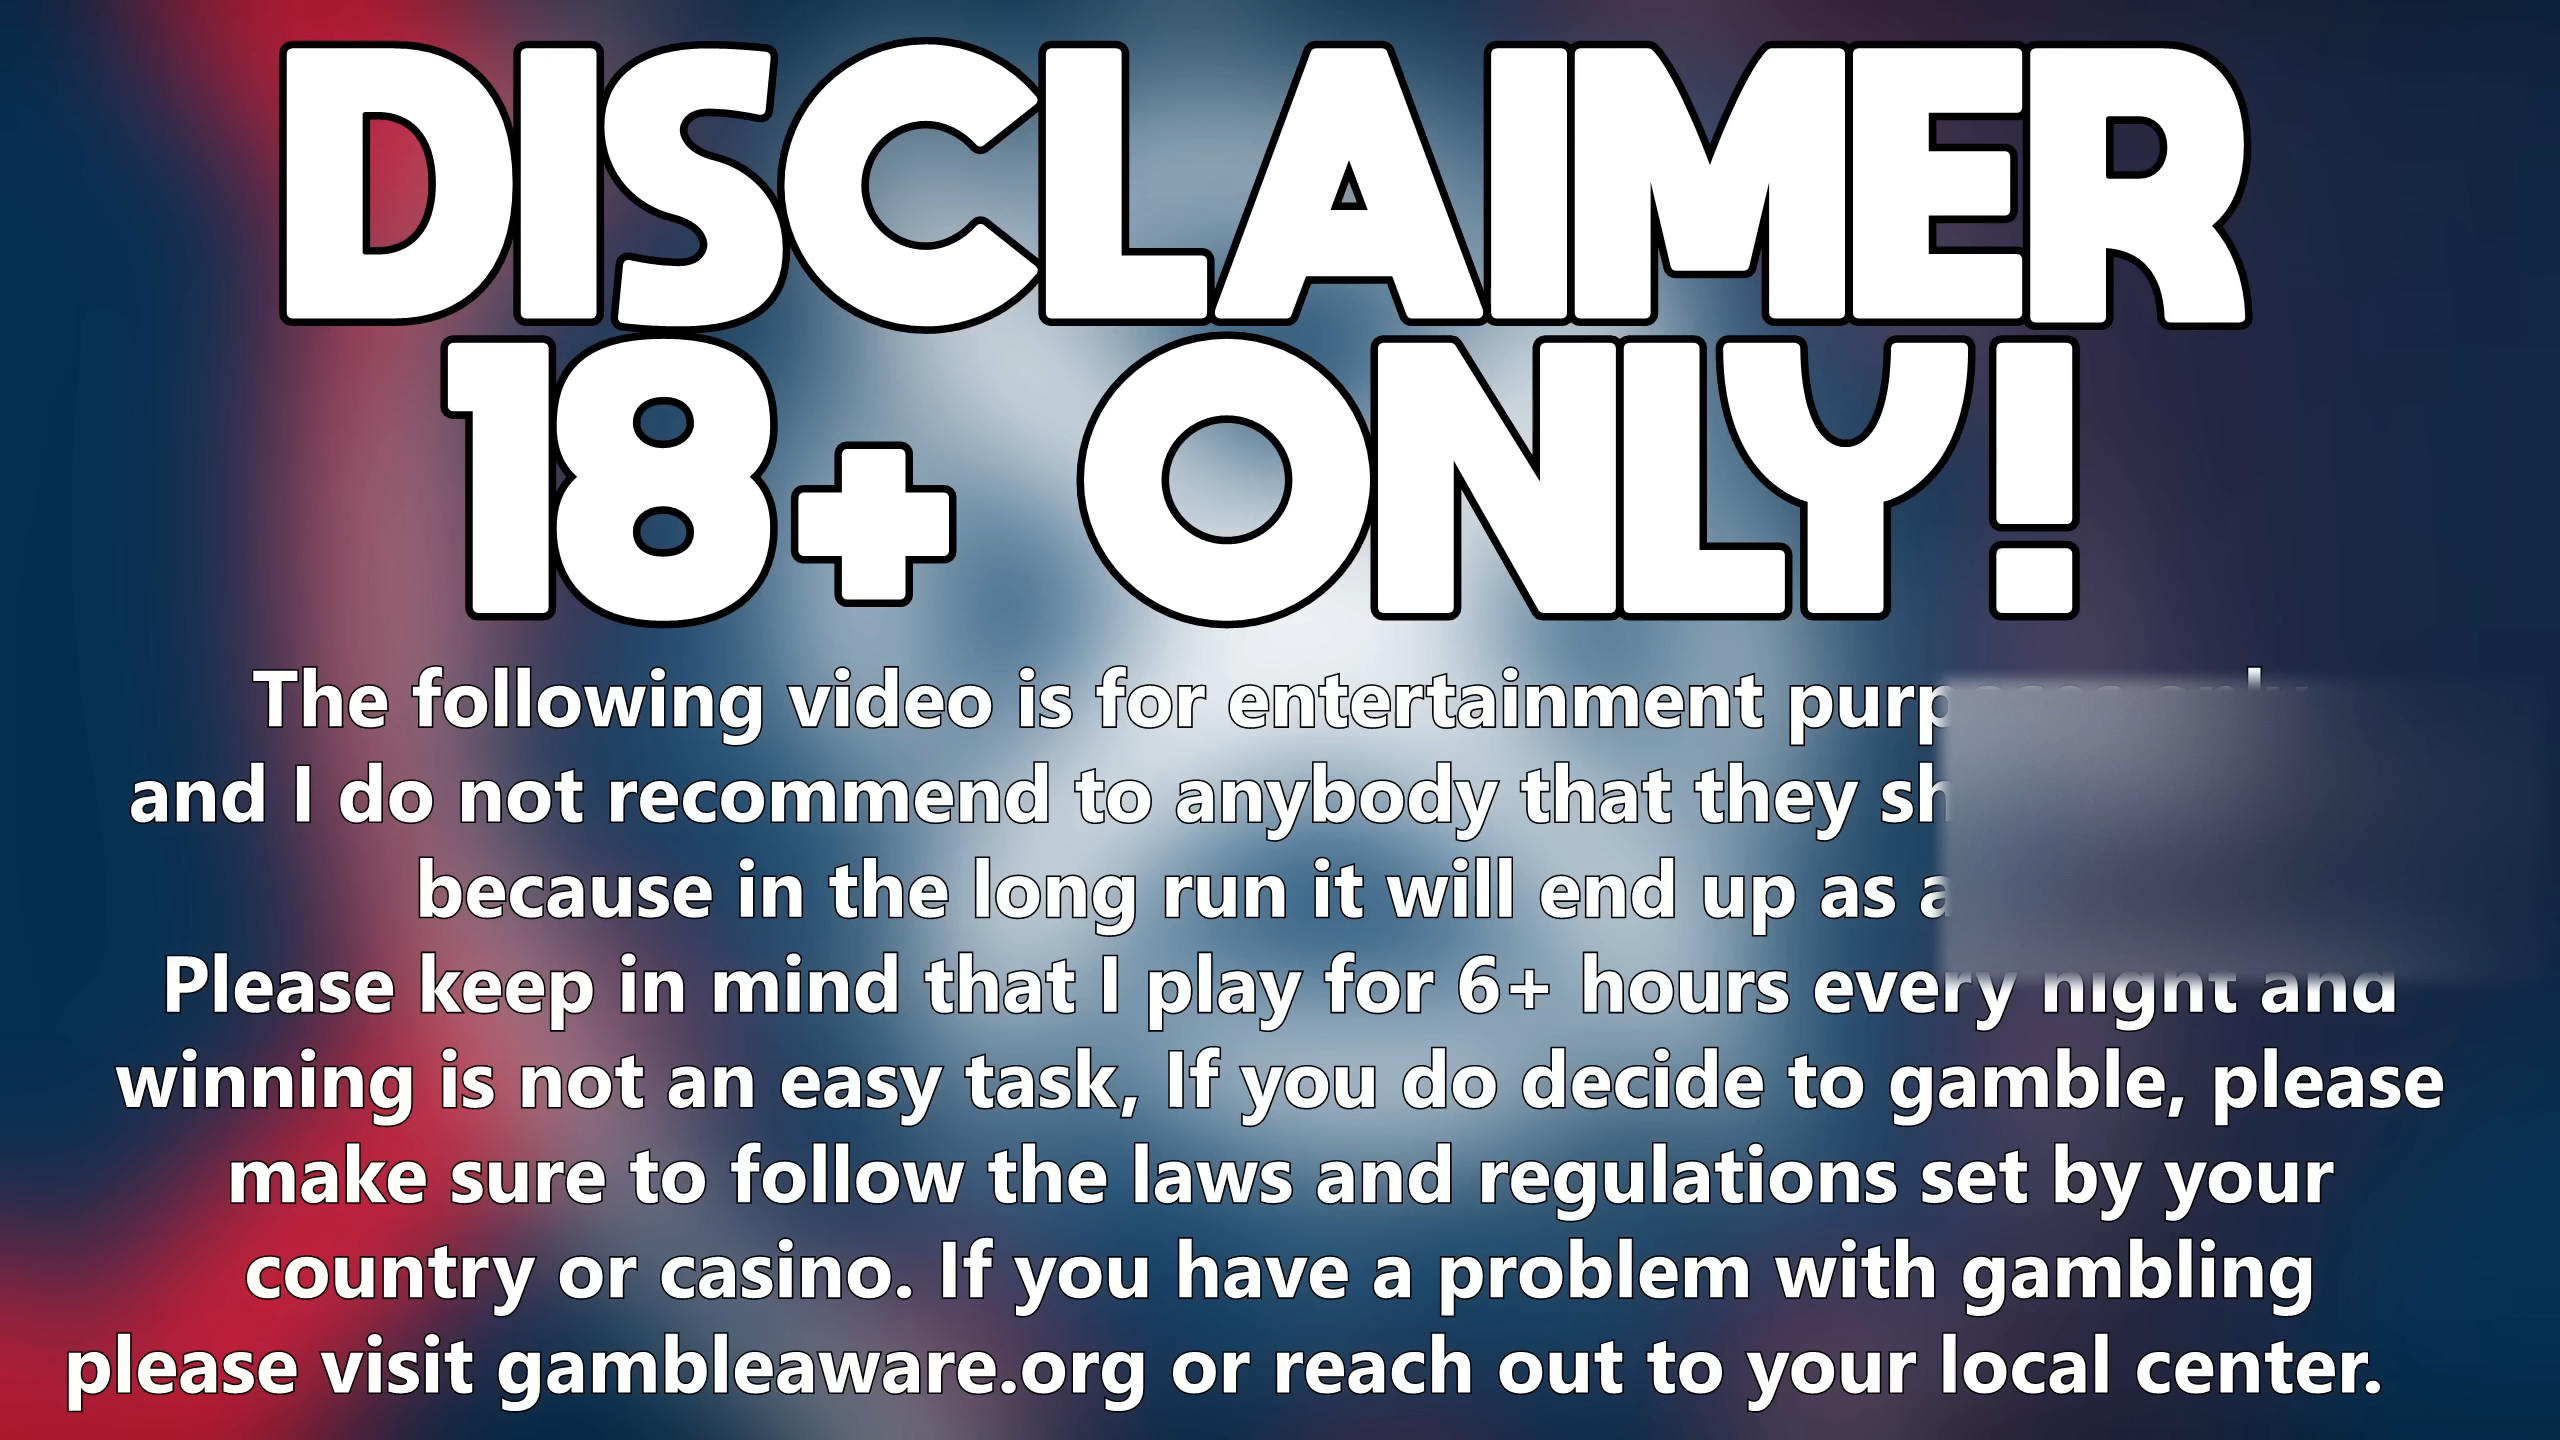 DISCLAIMER
18+ ONLY!
The following video is for entertainment
and I do not recommend to anybody that they
because in the long run it will end up as
Please keep in mind that I play for 6+ hours every night and
winning is not an easy task, If you do decide to gamble, please
make sure to follow the laws and regulations set by your
country or casino. If you have a problem with gambling
please visit gambleaware.org or reach out to your local center.